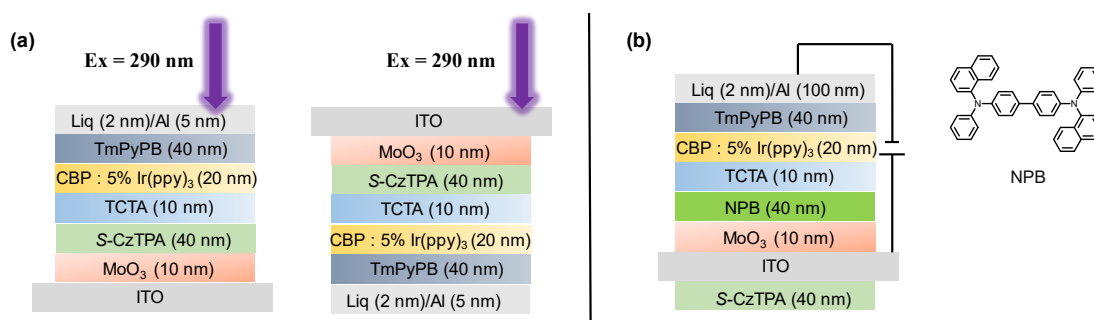 (a)
Ex = 290 nm
Liq (2 nm)/Al (5 nm)
TmPyPB (40 nm)
CBP : 5% Ir(ppy)₃ (20 nm)
TCTA (10 nm)
S-CzTPA (40 nm)
MoO₃ (10 nm)
ITO
Ex = 290 nm
ITO
MoO₃ (10 nm)
S-CzTPA (40 nm)
TCTA (10 nm)
CBP : 5% Ir(ppy)₃ (20 nm)
TmPyPB (40 nm)
Liq (2 nm)/Al (5 nm)
(b)
Liq (2 nm)/Al (100 nm)
TmPyPB (40 nm)
CBP : 5% Ir(ppy)₃ (20 nm)
TCTA (10 nm)
NPB (40 nm)
MoO₃ (10 nm)
ITO
S-CzTPA (40 nm)
N
N
NPB